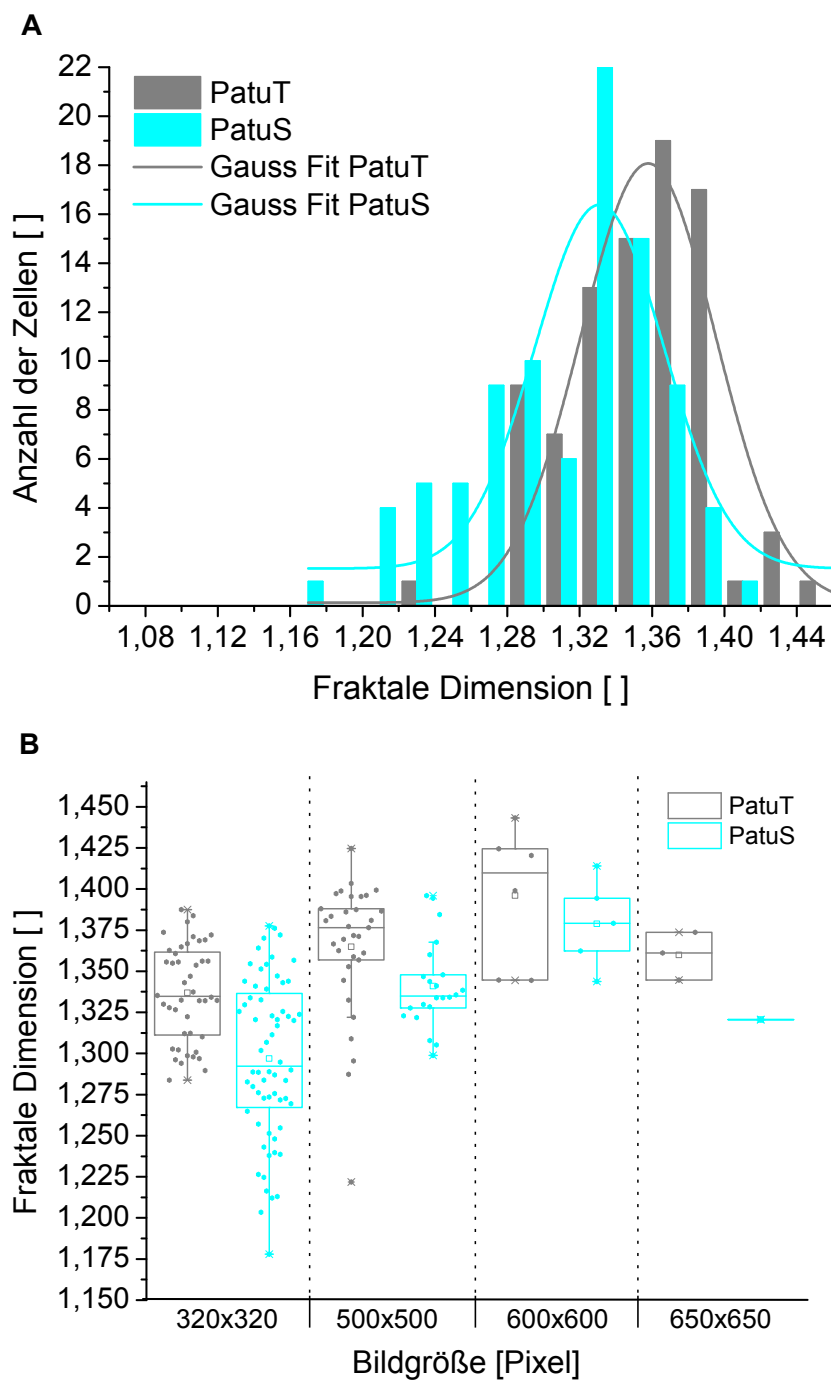 A
22
20
18
16
14
12
10
8
6
4
2
0
Anzahl der Zellen [ ]
PatuT
PatuS
Gauss Fit PatuT
Gauss Fit PatuS
1,08 1,12 1,16 1,20 1,24 1,28 1,32 1,36 1,40 1,44
Fraktale Dimension [ ]
B
1,450
1,425
1,400
1,375
1,350
1,325
1,300
1,275
1,250
1,225
1,200
1,175
1,150
Fraktale Dimension [ ]
PatuT
PatuS
320x320 500x500 600x600 650x650
Bildgröße [Pixel]